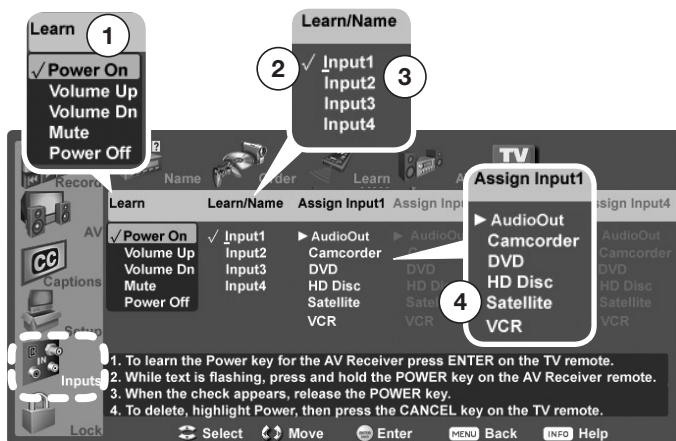 Learn
1
✓ Power On
Volume Up
Volume Dn
Mute
Power Off
Learn/Name
2
✓ Input1
3
Input2
Input3
Input4
?
TV
Record
Name
Order
Learn
A
Learn
Learn/Name
Assign Input1
Assign Inp
ssign Input4
✓ Power On
Volume Up
Volume Dn
Mute
Power Off
✓ Input1
Input2
Input3
Input4
► AudioOut
Camcorder
DVD
HD Disc
Satellite
VCR
► AudioOu
DVD
HD Di
Sate
VCR
VCR
AudioOut
Camcorder
DVD
HD Disc
Satellite
VCR
Assign Input1
► AudioOut
Camcorder
DVD
HD Disc
4
Satellite
VCR
AV
CC
Captions
Setup
IN
Inputs
Lock
1. To learn the Power key for the AV Receiver press ENTER on the TV remote.
2. While text is flashing, press and hold the POWER key on the AV Receiver remote.
3. When the check appears, release the POWER key.
4. To delete, highlight Power, then press the CANCEL key on the TV remote.
Select
Move
Enter
MENU Back
INFO Help